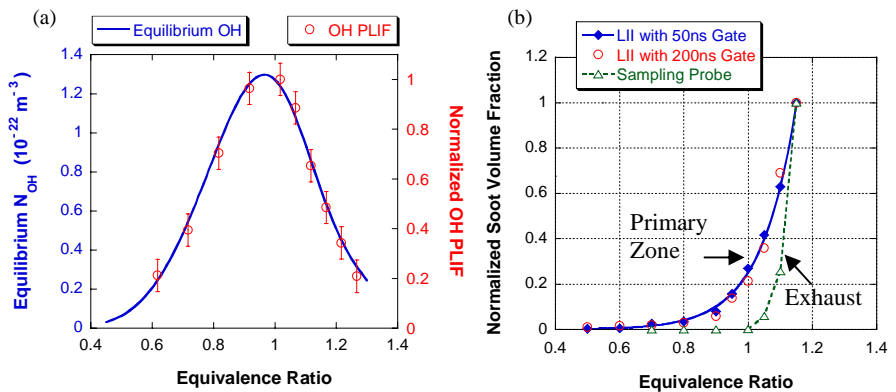 (a)
Equilibrium OH
OH PLIF
Equilibrium N_OH (10^-22 m^-3)
1.4
1.2
1
0.8
0.6
0.4
0.2
0
0.4 0.6 0.8 1 1.2 1.4
Equivalence Ratio
1
0.8
0.6
0.4
0.2
0
Normalized OH PLIF
(b)
LII with 50ns Gate
LII with 200ns Gate
Sampling Probe
Normalized Soot Volume Fraction
1.2
1
0.8
0.6
0.4
0.2
0
0.4 0.6 0.8 1 1.2 1.4
Equivalence Ratio
Primary
Zone
Exhaust